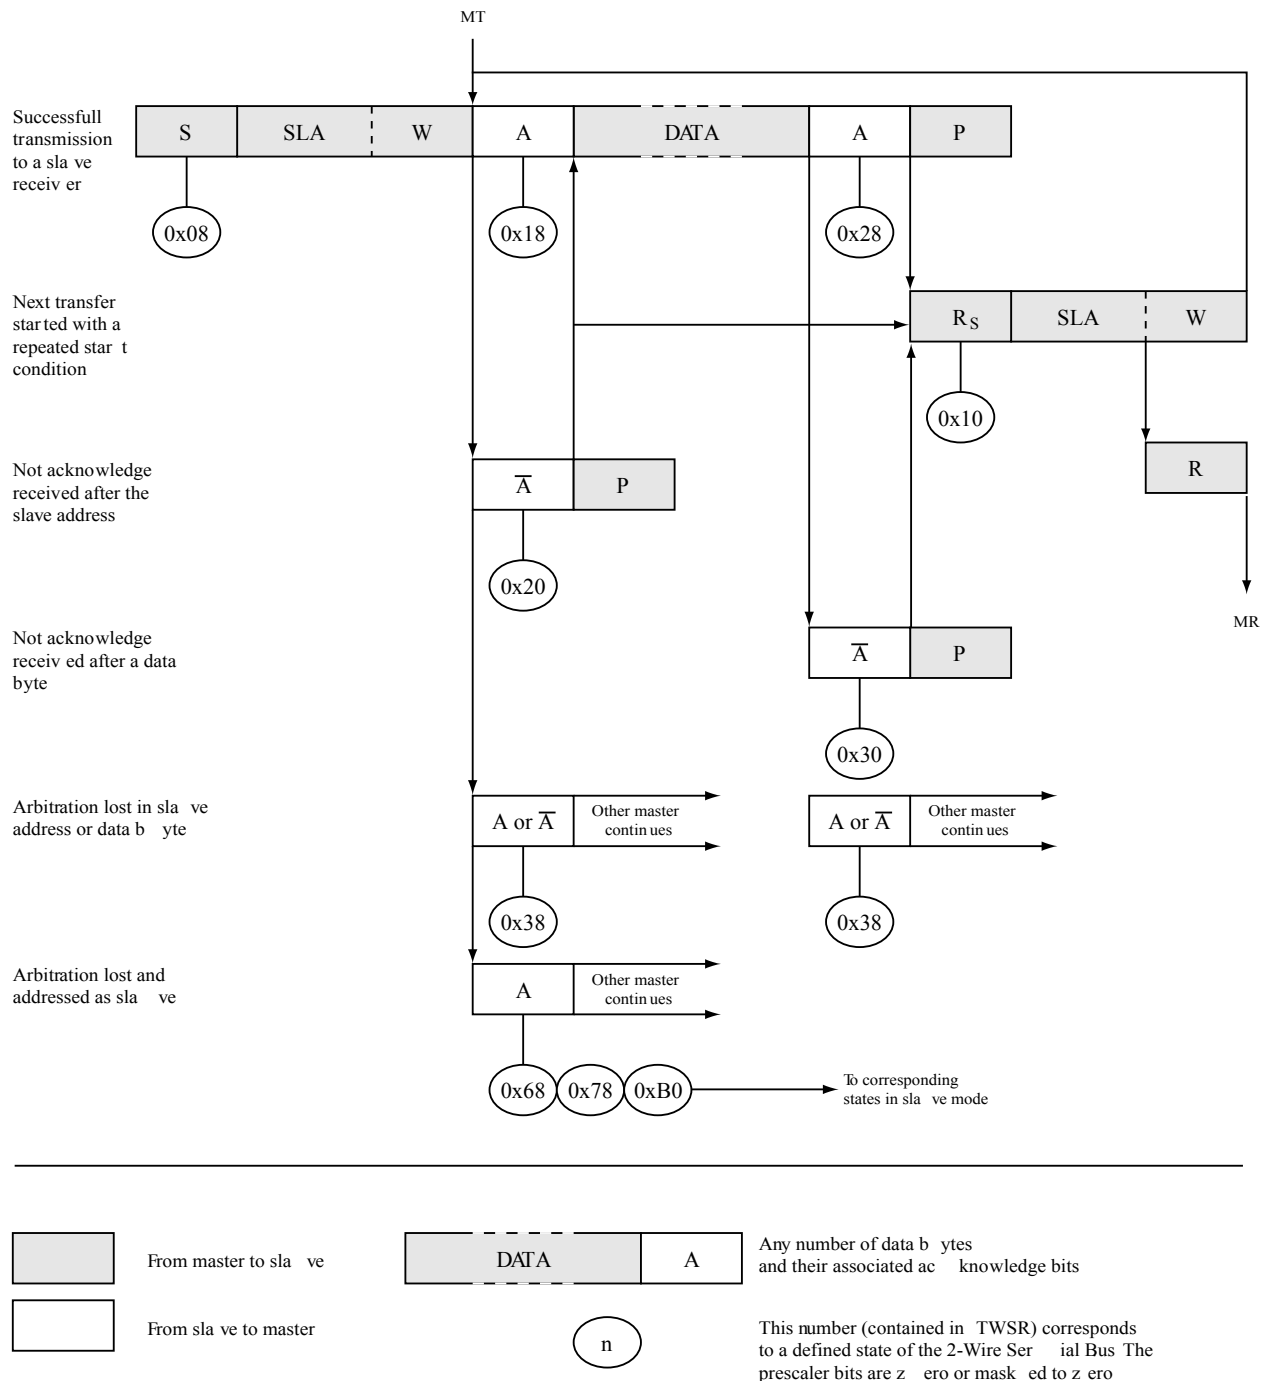 MT
Successfull
transmission
to a sla ve
receiv er
S SLA W A DATA A P
0x08 0x18 0x28
Next transfer
star ted with a
repeated star t
condition
RS SLA W
0x10
Not acknowledge
received after the
slave address
A̅ P
R
0x20
MR
Not acknowledge
receiv ed after a data
byte
A̅ P
0x30
Arbitration lost in sla ve
address or data b yte
A or A̅
Other master
contin ues
A or A̅
Other master
contin ues
0x38 0x38
Arbitration lost and
addressed as sla ve
A
Other master
contin ues
0x68 0x78 0xB0
To corresponding
states in sla ve mode
From master to sla ve
DATA A
Any number of data b ytes
and their associated ac knowledge bits
From sla ve to master
n
This number (contained in TWSR) corresponds
to a defined state of the 2-Wire Ser ial Bus The
prescaler bits are z ero or mask ed to z ero